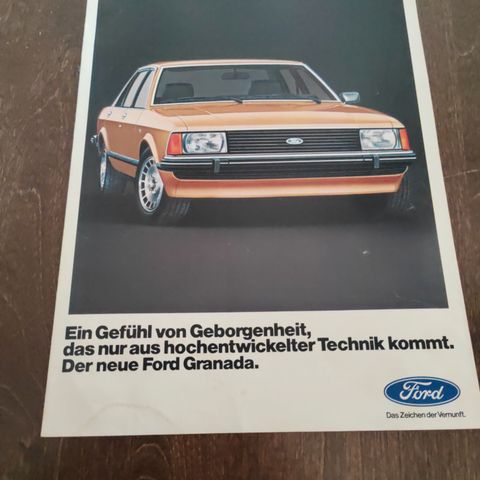 Ford
Ein Gefühl von Geborgenheit,
das nur aus hochentwickelter Technik kommt.
Der neue Ford Granada.
Ford
Das Zeichen der Vernunft.